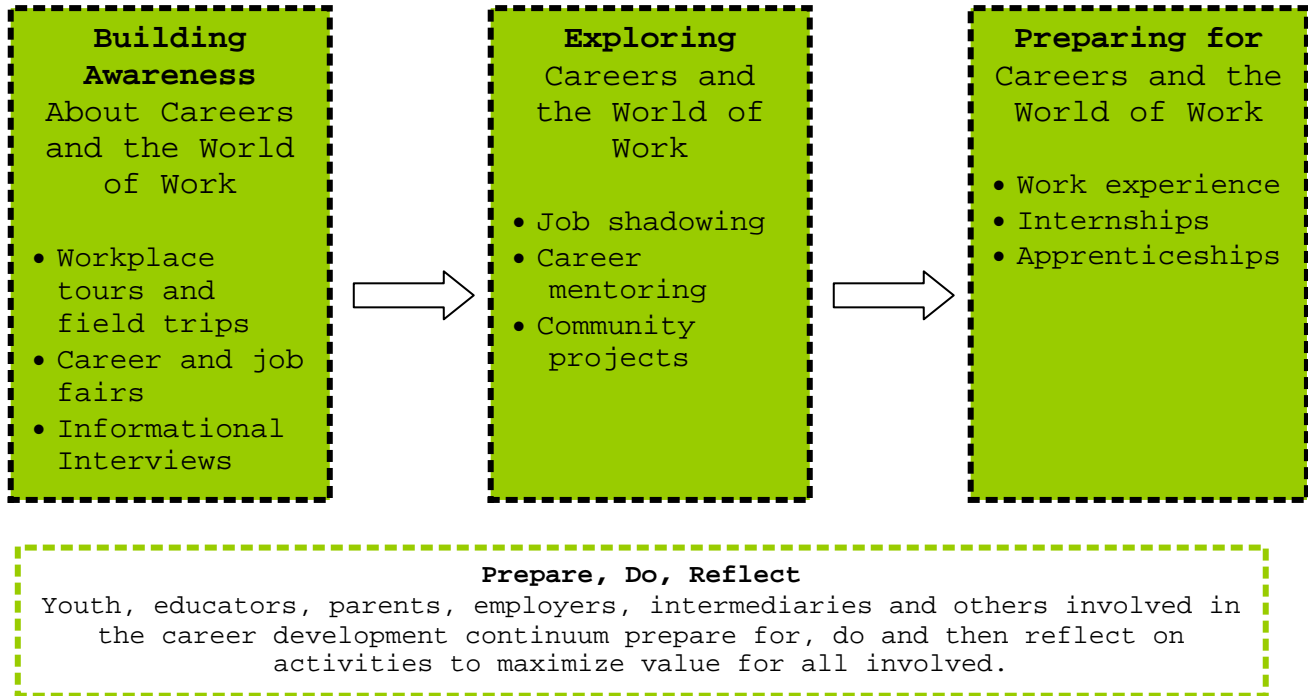 Building
Awareness
About Careers
and the World
of Work
• Workplace
tours and
field trips
• Career and job
fairs
• Informational
Interviews
Exploring
Careers and
the World of
Work
• Job shadowing
• Career
mentoring
• Community
projects
Preparing for
Careers and the
World of Work
• Work experience
• Internships
• Apprenticeships
Prepare, Do, Reflect
Youth, educators, parents, employers, intermediaries and others involved in
the career development continuum prepare for, do and then reflect on
activities to maximize value for all involved.